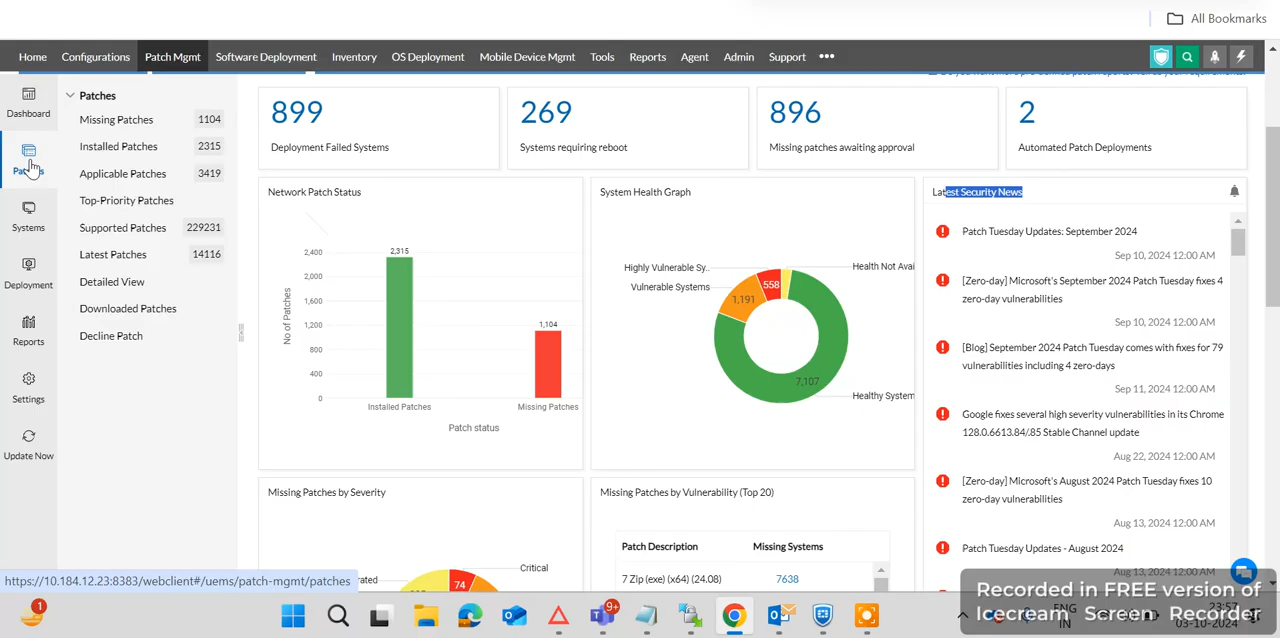 All Bookmarks
Home Configurations Patch Mgmt Software Deployment Inventory OS Deployment Mobile Device Mgmt Tools Reports Agent Admin Support •••
Dashboard
Patches
Systems
Deployment
Reports
Settings
Update Now
Patches
Missing Patches 1104
Installed Patches 2315
Applicable Patches 3419
Top-Priority Patches
Supported Patches 229231
Latest Patches 14116
Detailed View
Downloaded Patches
Decline Patch
899
Deployment Failed Systems
269
Systems requiring reboot
896
Missing patches awaiting approval
2
Automated Patch Deployments
Network Patch Status
No of Patches
2,400
2,000
1,600
1,200
800
400
0
2,315
1,104
Installed Patches
Missing Patches
Patch status
System Health Graph
Highly Vulnerable Sy..
Vulnerable Systems
Health Not Avai
558
1,191
7,107
Healthy System
Latest Security News
Patch Tuesday Updates: September 2024
Sep 10, 2024 12:00 AM
[Zero-day] Microsoft's September 2024 Patch Tuesday fixes 4
zero-day vulnerabilities
Sep 10, 2024 12:00 AM
[Blog] September 2024 Patch Tuesday comes with fixes for 79
vulnerabilities including 4 zero-days
Sep 11, 2024 12:00 AM
Google fixes several high severity vulnerabilities in its Chrome
128.0.6613.84/.85 Stable Channel update
Aug 22, 2024 12:00 AM
[Zero-day] Microsoft's August 2024 Patch Tuesday fixes 10
zero-day vulnerabilities
Aug 13, 2024 12:00 AM
Patch Tuesday Updates - August 2024
Aug 13, 2024 12:00 AM
Missing Patches by Severity
Critical
74
Missing Patches by Vulnerability (Top 20)
Patch Description Missing Systems
7 Zip (exe) (x64) (24.08) 7638
https://10.184.12.23:8383/webclient#/uems/patch-mgmt/patches
1
9+
ENG
IN
23:57
03-10-2024
Recorded in FREE version of
Icecream Screen Recorder